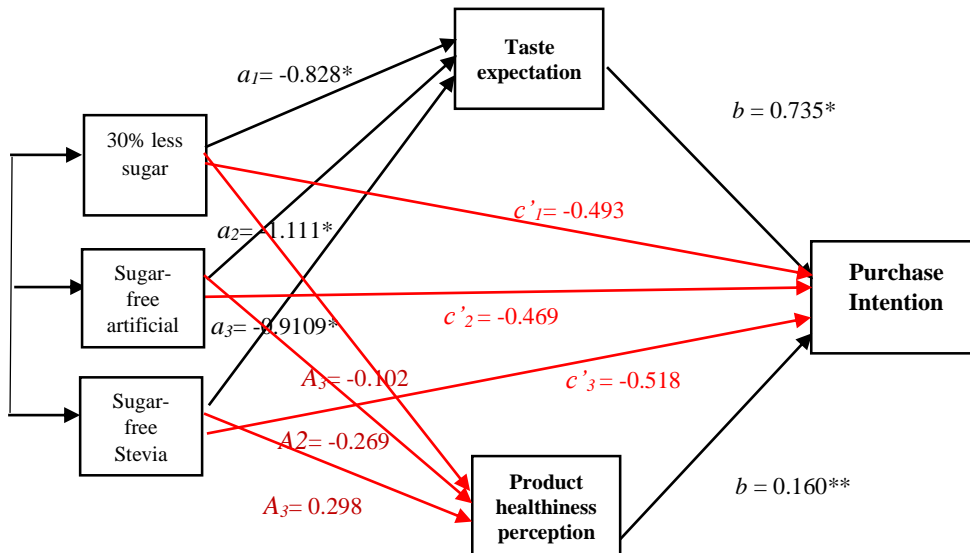 Taste
expectation
a1= -0.828*
b = 0.735*
30% less
sugar
c'1= -0.493
a2= -1.111*
Sugar-
free
artificial
Purchase
Intention
c'2= -0.469
a3= -0.9109*
A3= -0.102
c'3= -0.518
Sugar-
free
Stevia
A2= -0.269
Product
healthiness
perception
b = 0.160**
A3= 0.298